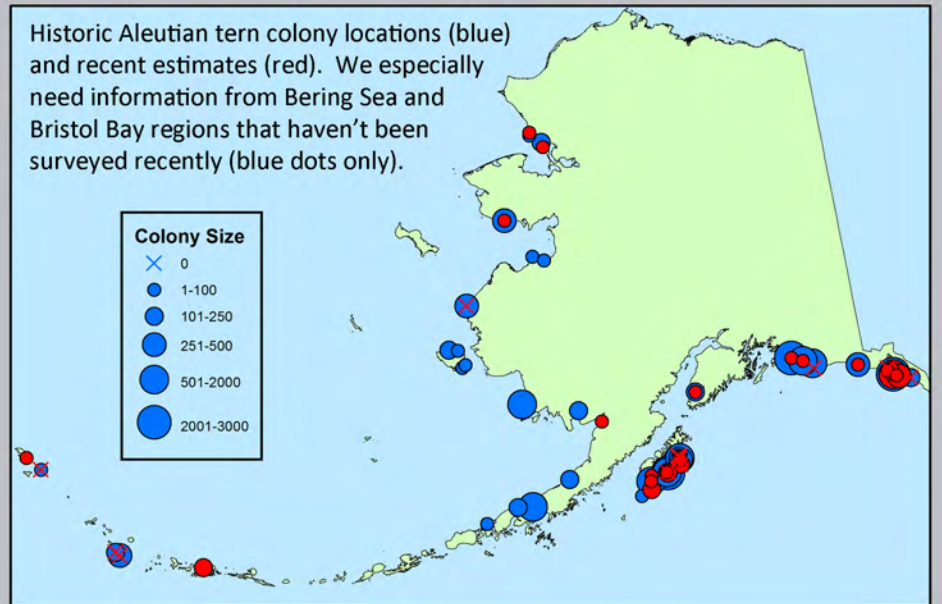 Historic Aleutian tern colony locations (blue)
and recent estimates (red). We especially
need information from Bering Sea and
Bristol Bay regions that haven't been
surveyed recently (blue dots only).
Colony Size
0
1-100
101-250
251-500
501-2000
2001-3000